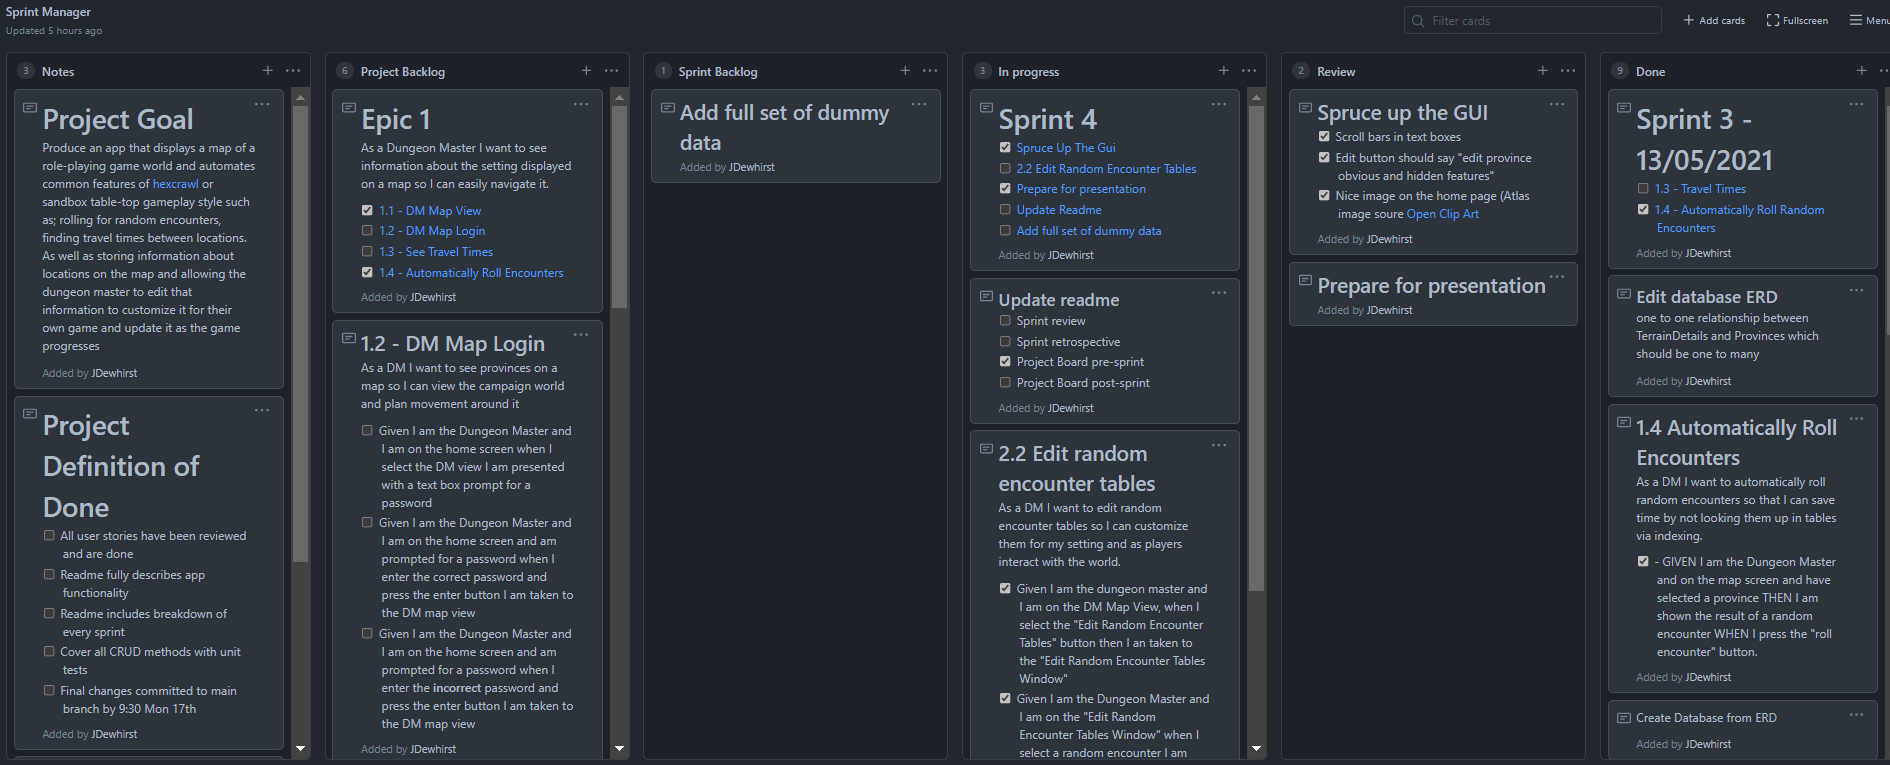 Sprint Manager
Updated 5 hours ago
Filter cards
Add cards
Fullscreen
Menu
3 Notes
Project Goal
Produce an app that displays a map of a
role-playing game world and automates
common features of hexcrawl or
sandbox table-top gameplay style such
as; rolling for random encounters,
finding travel times between locations.
As well as storing information about
locations on the map and allowing the
dungeon master to edit that
information to customize it for their
own game and update it as the game
progresses
Added by JDewhirst
Project
Definition of
Done
All user stories have been reviewed
and are done
Readme fully describes app
functionality
Readme includes breakdown of
every sprint
Cover all CRUD methods with unit
tests
Final changes committed to main
branch by 9:30 Mon 17th
Added by JDewhirst
6 Project Backlog
Epic 1
As a Dungeon Master I want to see
information about the setting displayed
on a map so I can easily navigate it.
1.1 - DM Map View
1.2 - DM Map Login
1.3 - See Travel Times
1.4 - Automatically Roll Encounters
Added by JDewhirst
1.2 - DM Map Login
As a DM I want to see provinces on a
map so I can view the campaign world
and plan movement around it
Given I am the Dungeon Master and
I am on the home screen when I
select the DM view I am presented
with a text box prompt for a
password
Given I am the Dungeon Master and
I am on the home screen and am
prompted for a password when I
enter the correct password and
press the enter button I am taken to
the DM map view
Given I am the Dungeon Master and
I am on the home screen and am
prompted for a password when I
enter the incorrect password and
press the enter button I am taken to
the DM map view
Added by JDewhirst
1 Sprint Backlog
Add full set of dummy
data
Added by JDewhirst
3 In progress
Sprint 4
Spruce Up The Gui
2.2 Edit Random Encounter Tables
Prepare for presentation
Update Readme
Add full set of dummy data
Added by JDewhirst
Update readme
Sprint review
Sprint retrospective
Project Board pre-sprint
Project Board post-sprint
Added by JDewhirst
2.2 Edit random
encounter tables
As a DM I want to edit random
encounter tables so I can customize
them for my setting and as players
interact with the world.
Given I am the dungeon master and
I am on the DM Map View, when I
select the "Edit Random Encounter
Tables" button then I an taken to
the "Edit Random Encounter Tables
Window"
Given I am the Dungeon Master and
I am on the "Edit Random
Encounter Tables Window" when I
select a random encounter I am
2 Review
Spruce up the GUI
Scroll bars in text boxes
Edit button should say "edit province
obvious and hidden features"
Nice image on the home page (Atlas
image soure Open Clip Art
Added by JDewhirst
Prepare for presentation
Added by JDewhirst
9 Done
Sprint 3 -
13/05/2021
1.3 - Travel Times
1.4 - Automatically Roll Random
Encounters
Added by JDewhirst
Edit database ERD
one to one relationship between
TerrainDetails and Provinces which
should be one to many
Added by JDewhirst
1.4 Automatically Roll
Encounters
As a DM I want to automatically roll
random encounters so that I can save
time by not looking them up in tables
via indexing.
- GIVEN I am the Dungeon Master
and on the map screen and have
selected a province THEN I am
shown the result of a random
encounter WHEN I press the "roll
encounter" button.
Added by JDewhirst
Create Database from ERD
Added by JDewhirst